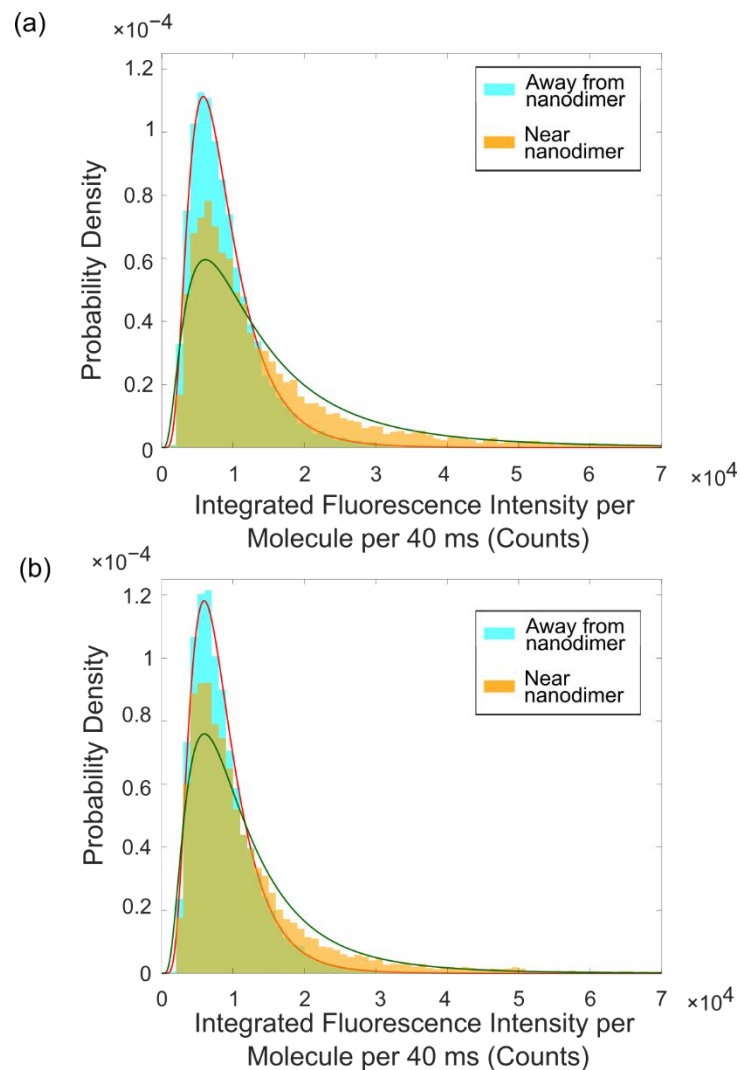 (a)
×10⁻⁴
1.2
1
0.8
0.6
0.4
0.2
0
Probability Density
Away from
nanodimer
Near
nanodimer
0 1 2 3 4 5 6 7
×10⁴
Integrated Fluorescence Intensity per
Molecule per 40 ms (Counts)
(b)
×10⁻⁴
1.2
1
0.8
0.6
0.4
0.2
0
Probability Density
Away from
nanodimer
Near
nanodimer
0 1 2 3 4 5 6 7
×10⁴
Integrated Fluorescence Intensity per
Molecule per 40 ms (Counts)